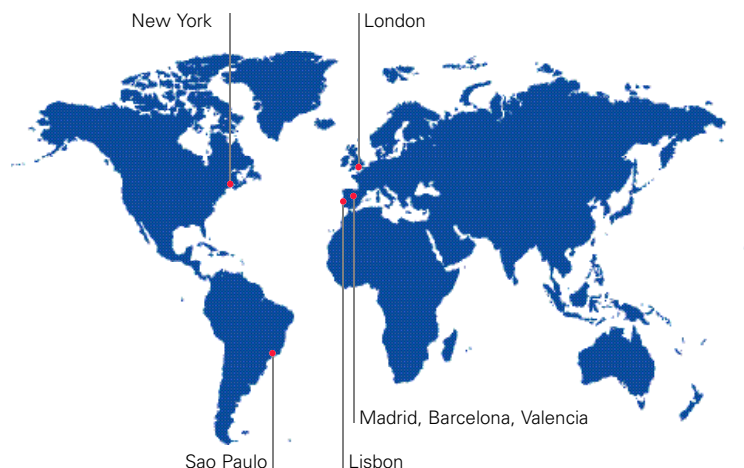 New York
London
Madrid, Barcelona, Valencia
Sao Paulo
Lisbon